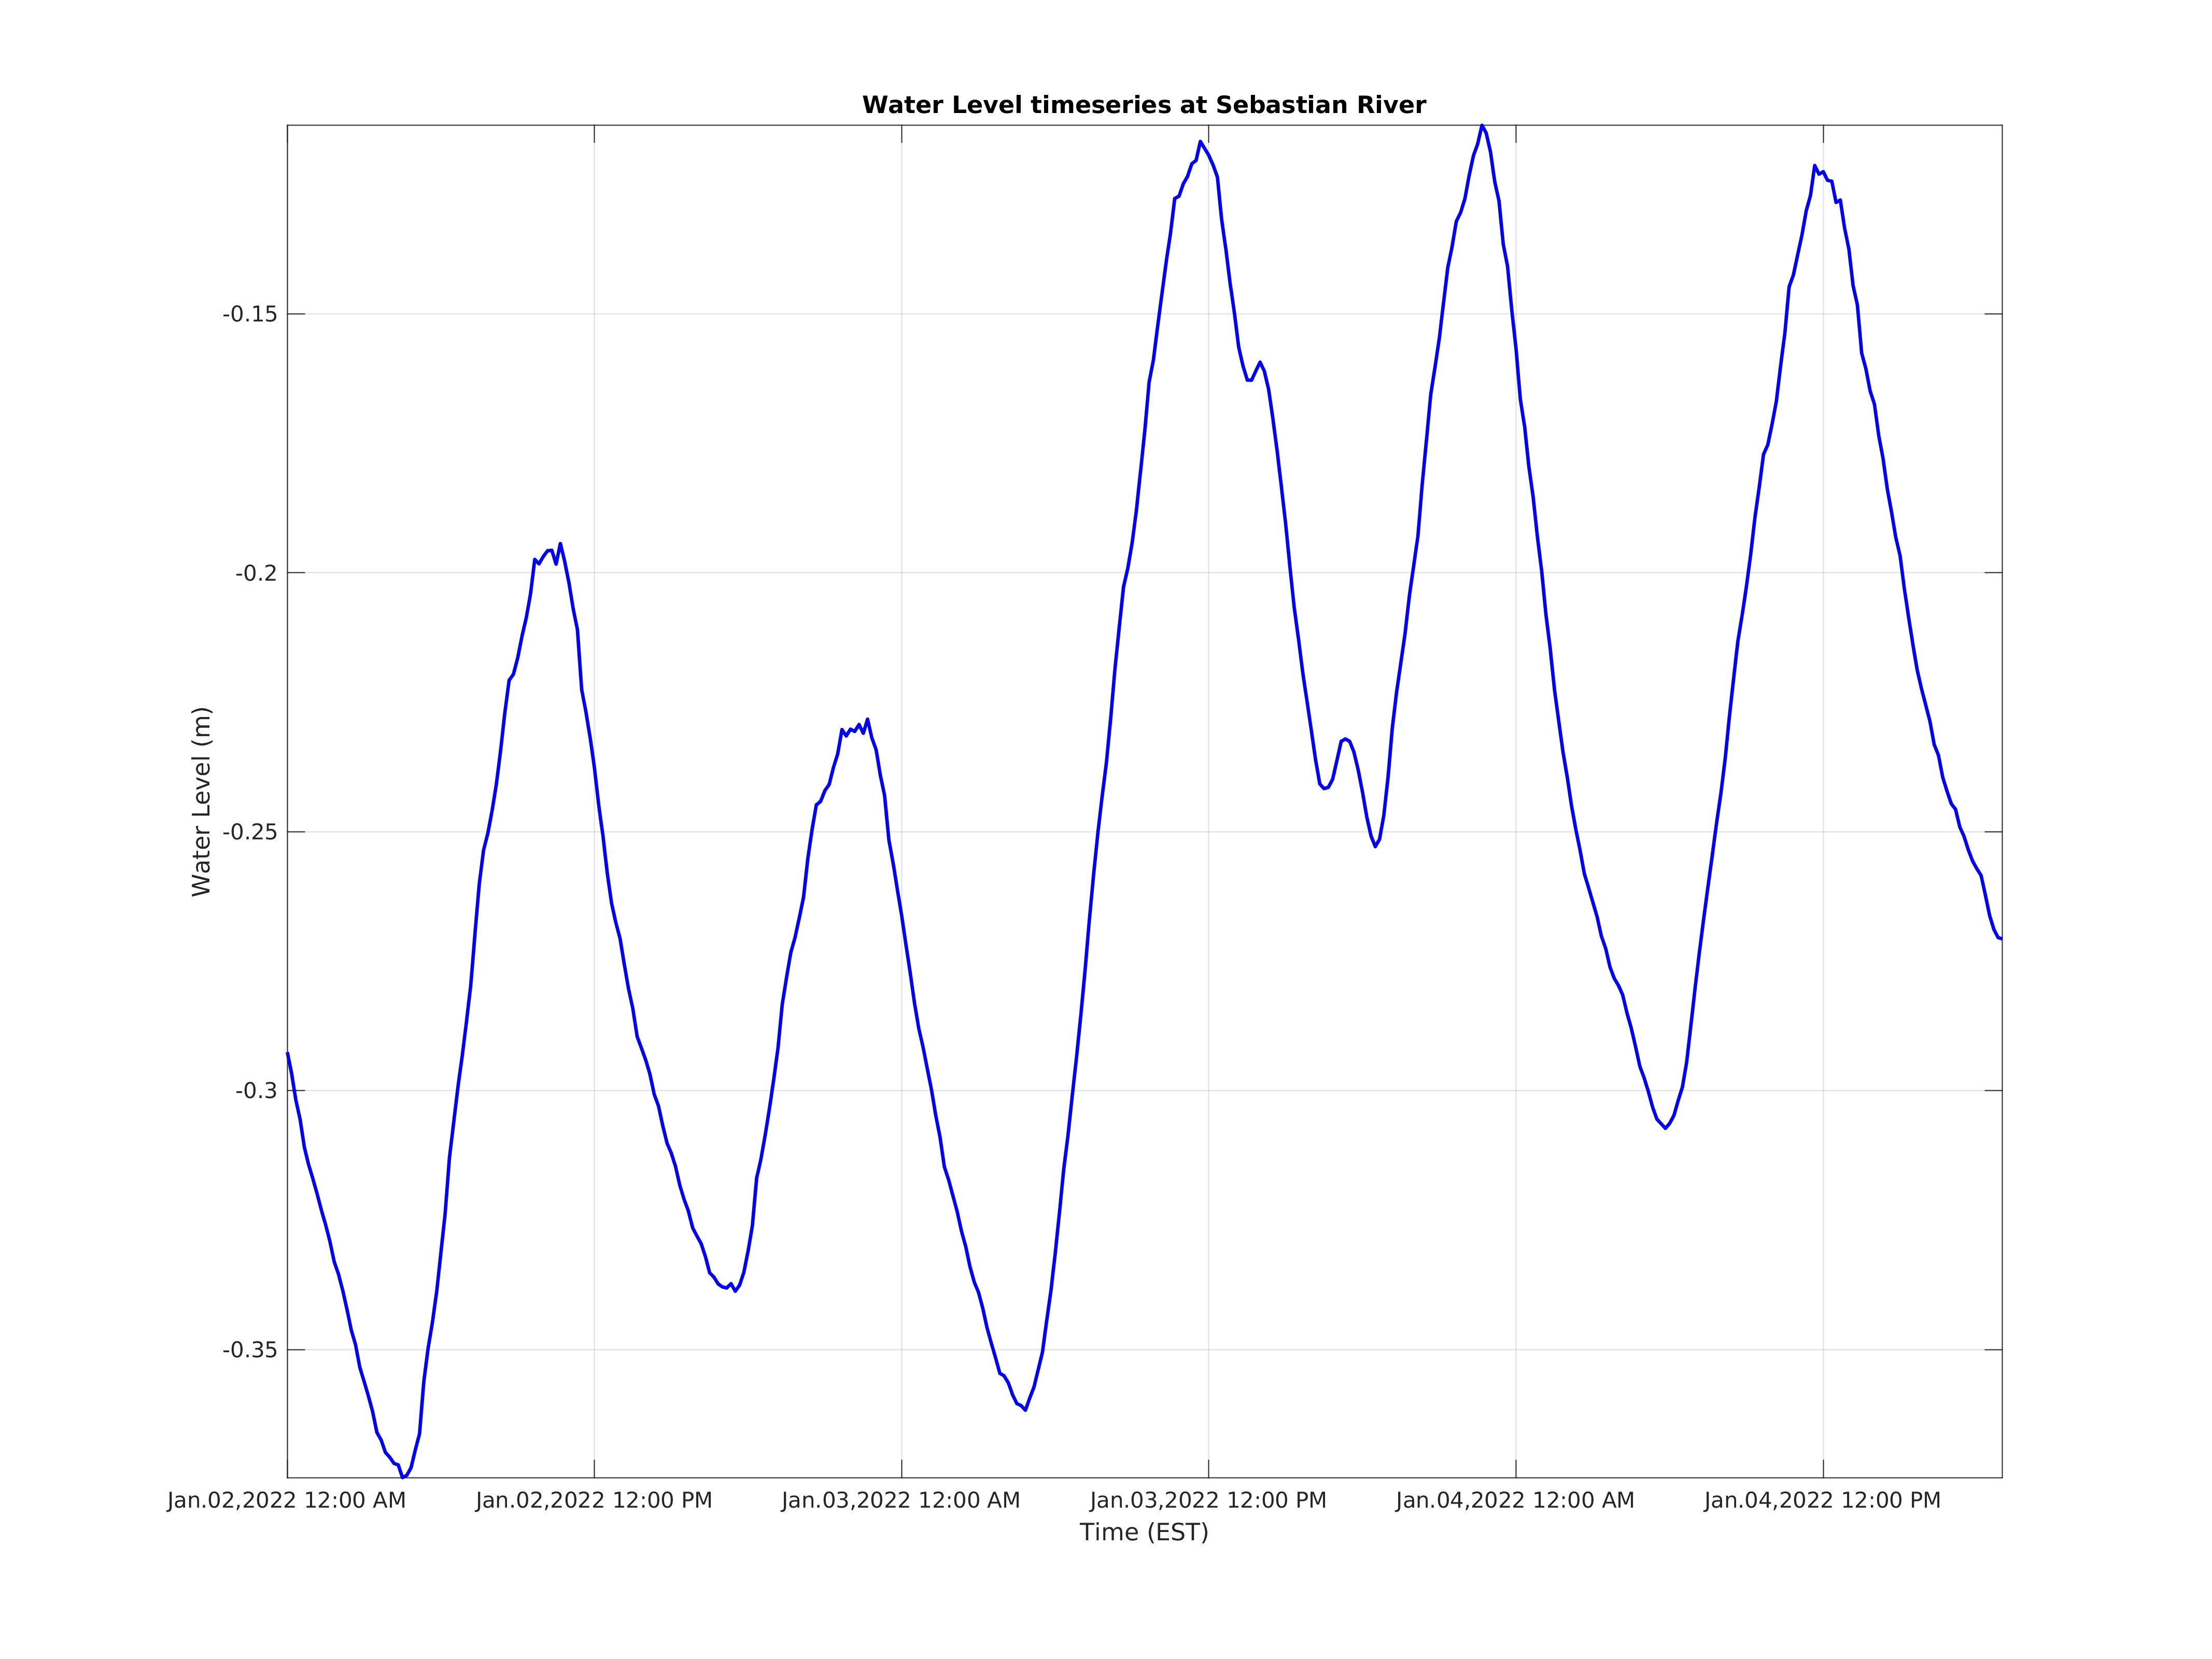 Water Level timeseries at Sebastian River
-0.15
-0.2
-0.25
-0.3
-0.35
Water Level (m)
Jan.02,2022 12:00 AM
Jan.02,2022 12:00 PM
Jan.03,2022 12:00 AM
Jan.03,2022 12:00 PM
Jan.04,2022 12:00 AM
Jan.04,2022 12:00 PM
Time (EST)